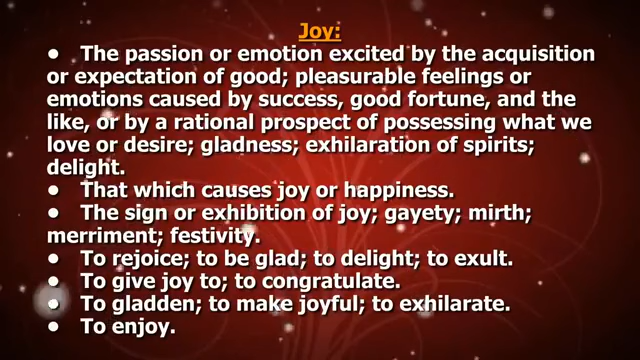 Joy:
● The passion or emotion excited by the acquisition
or expectation of good; pleasurable feelings or
emotions caused by success, good fortune, and the
like, or by a rational prospect of possessing what we
love or desire; gladness; exhilaration of spirits;
delight.
● That which causes joy or happiness.
● The sign or exhibition of joy; gayety; mirth;
merriment; festivity.
● To rejoice; to be glad; to delight; to exult.
● To give joy to; to congratulate.
● To gladden; to make joyful; to exhilarate.
● To enjoy.